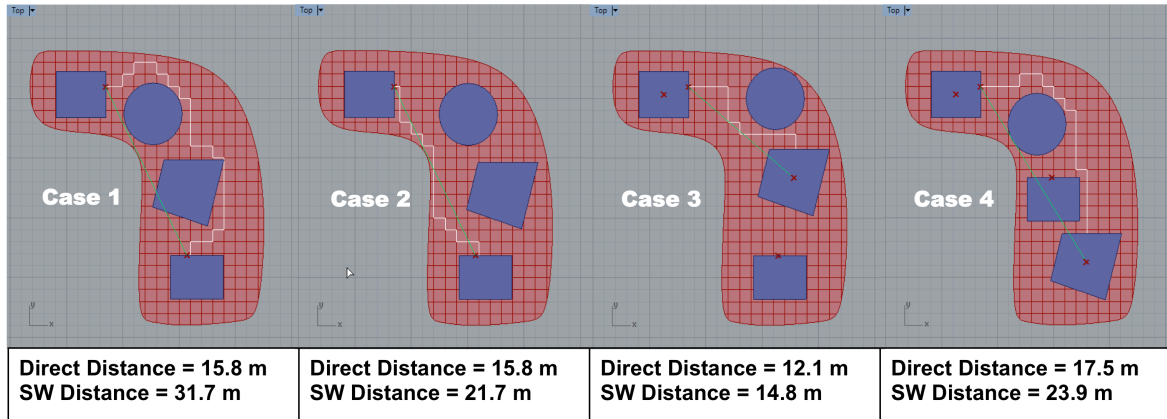 Top
Top
Top
Top
Case 1
Case 2
Case 3
Case 4
y
x
y
x
y
x
y
x
Direct Distance = 15.8 m
SW Distance = 31.7 m
Direct Distance = 15.8 m
SW Distance = 21.7 m
Direct Distance = 12.1 m
SW Distance = 14.8 m
Direct Distance = 17.5 m
SW Distance = 23.9 m